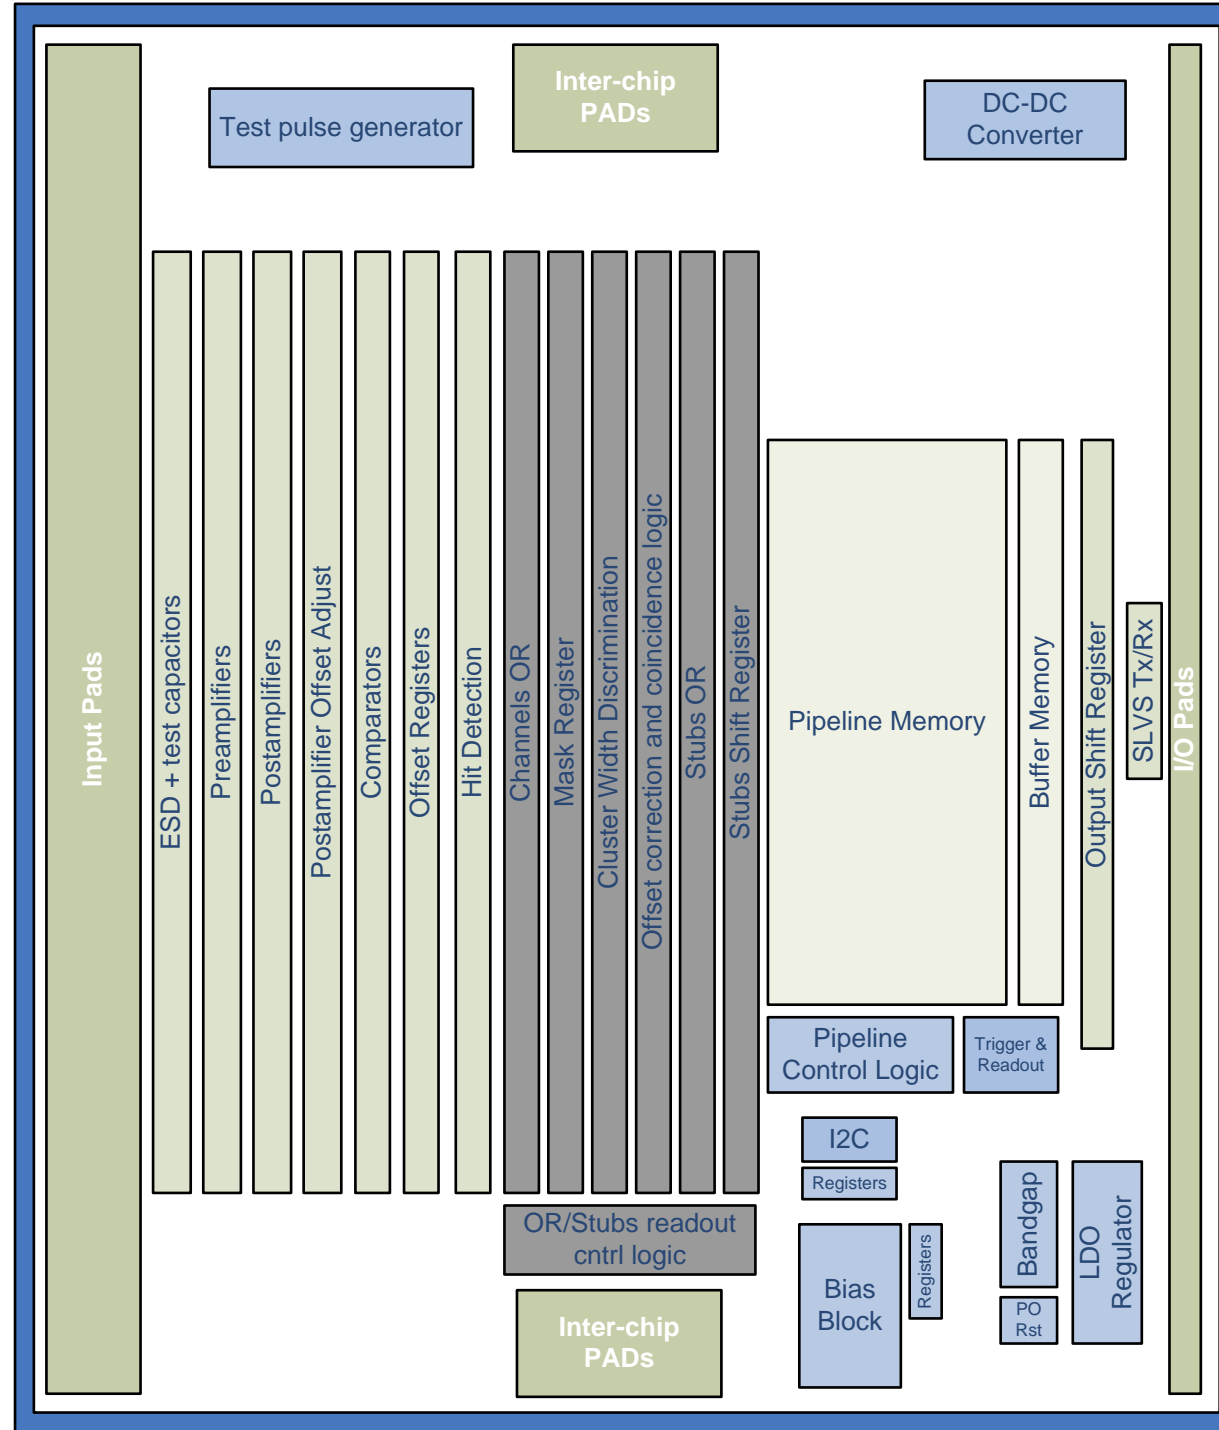 Inter-chip
PADs
Test pulse generator
DC-DC
Converter
Input Pads
ESD + test capacitors
Preamplifiers
Postamplifiers
Postamplifier Offset Adjust
Comparators
Offset Registers
Hit Detection
Channels OR
Mask Register
Cluster Width Discrimination
Offset correction and coincidence logic
Stubs OR
Stubs Shift Register
Pipeline Memory
Buffer Memory
Output Shift Register
SLVS Tx/Rx
I/O Pads
Pipeline
Control Logic
Trigger &
Readout
I2C
Registers
OR/Stubs readout
cntrl logic
Bias
Block
Registers
Bandgap
PO
Rst
LDO
Regulator
Inter-chip
PADs